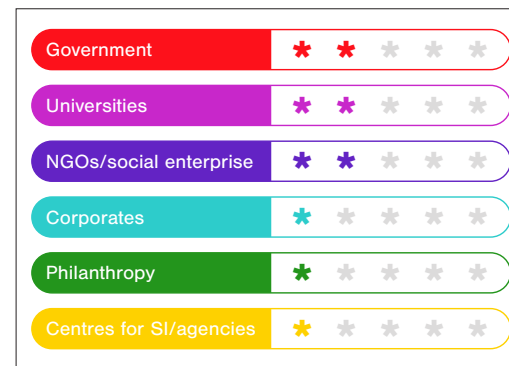 Government * * * * *
Universities * * * * *
NGOs/social enterprise * * * * *
Corporates * * * * *
Philanthropy * * * * *
Centres for SI/agencies * * * * *